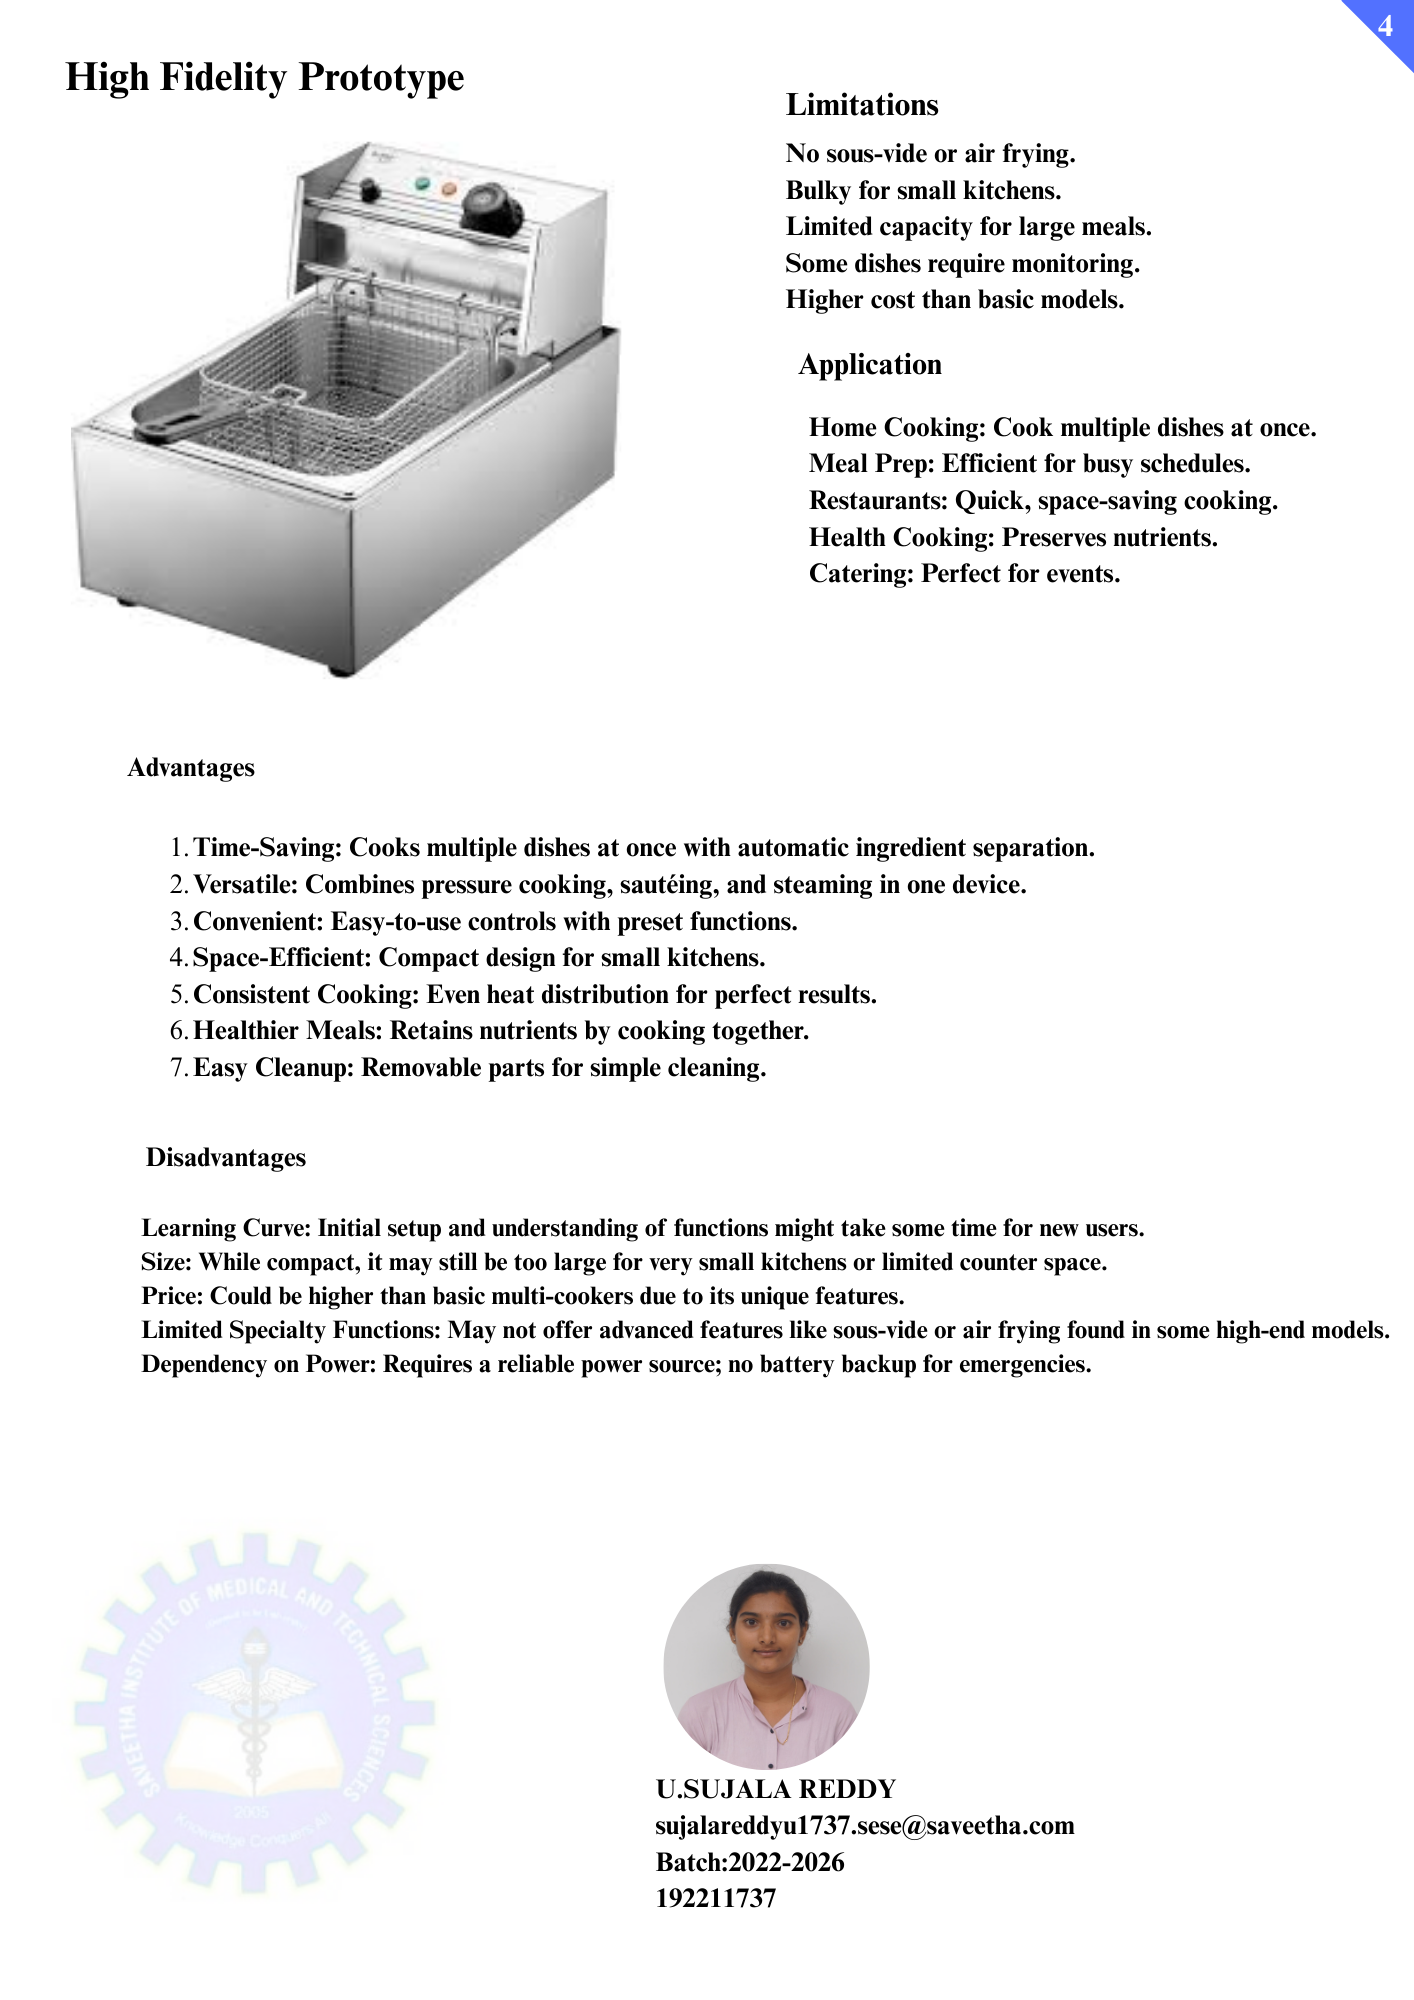 4
High Fidelity Prototype
Limitations
No sous-vide or air frying.
Bulky for small kitchens.
Limited capacity for large meals.
Some dishes require monitoring.
Higher cost than basic models.
Application
Home Cooking: Cook multiple dishes at once.
Meal Prep: Efficient for busy schedules.
Restaurants: Quick, space-saving cooking.
Health Cooking: Preserves nutrients.
Catering: Perfect for events.
Advantages
1. Time-Saving: Cooks multiple dishes at once with automatic ingredient separation.
2. Versatile: Combines pressure cooking, sautéing, and steaming in one device.
3. Convenient: Easy-to-use controls with preset functions.
4. Space-Efficient: Compact design for small kitchens.
5. Consistent Cooking: Even heat distribution for perfect results.
6. Healthier Meals: Retains nutrients by cooking together.
7. Easy Cleanup: Removable parts for simple cleaning.
Disadvantages
Learning Curve: Initial setup and understanding of functions might take some time for new users.
Size: While compact, it may still be too large for very small kitchens or limited counter space.
Price: Could be higher than basic multi-cookers due to its unique features.
Limited Specialty Functions: May not offer advanced features like sous-vide or air frying found in some high-end models.
Dependency on Power: Requires a reliable power source; no battery backup for emergencies.
SAVEETHA INSTITUTE OF MEDICAL AND TECHNICAL SCIENCES
2005
Knowledge Conquers All
U.SUJALA REDDY
sujalareddyu1737.sese@saveetha.com
Batch:2022-2026
192211737